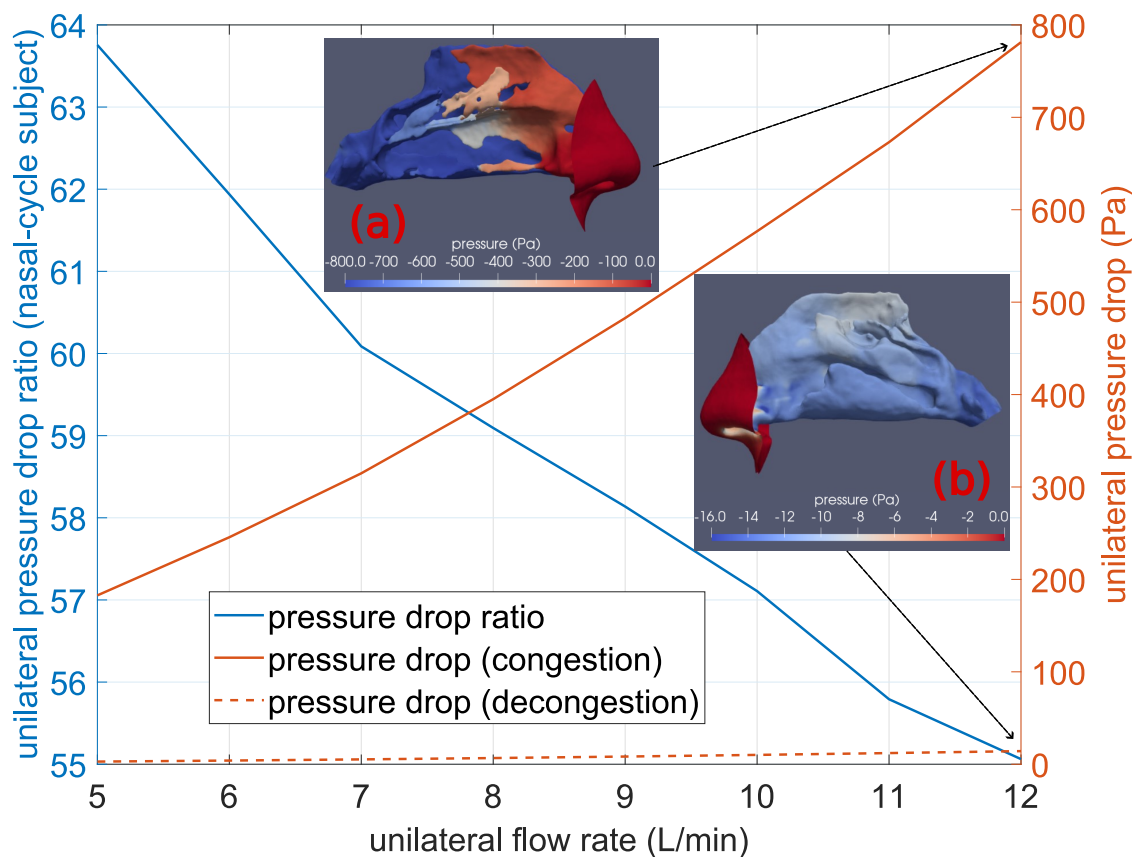 unilateral pressure drop ratio (nasal-cycle subject)
64
63
62
61
60
59
58
57
56
55
800
700
600
500
400
300
200
100
0
unilateral pressure drop (Pa)
(a)
pressure (Pa)
-800.0 -700 -600 -500 -400 -300 -200 -100 0.0
(b)
pressure (Pa)
-16.0 -14 -12 -10 -8 -6 -4 -2 0.0
pressure drop ratio
pressure drop (congestion)
pressure drop (decongestion)
5 6 7 8 9 10 11 12
unilateral flow rate (L/min)